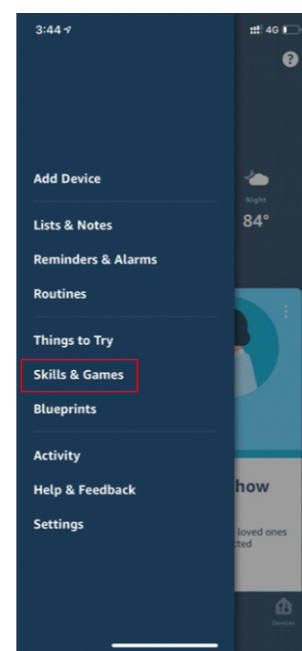 3:44
4G
?
Add Device
Night
Lists & Notes
84°
Reminders & Alarms
Routines
Things to Try
Skills & Games
Blueprints
Activity
Help & Feedback
how
Settings
loved ones
cted
Devices